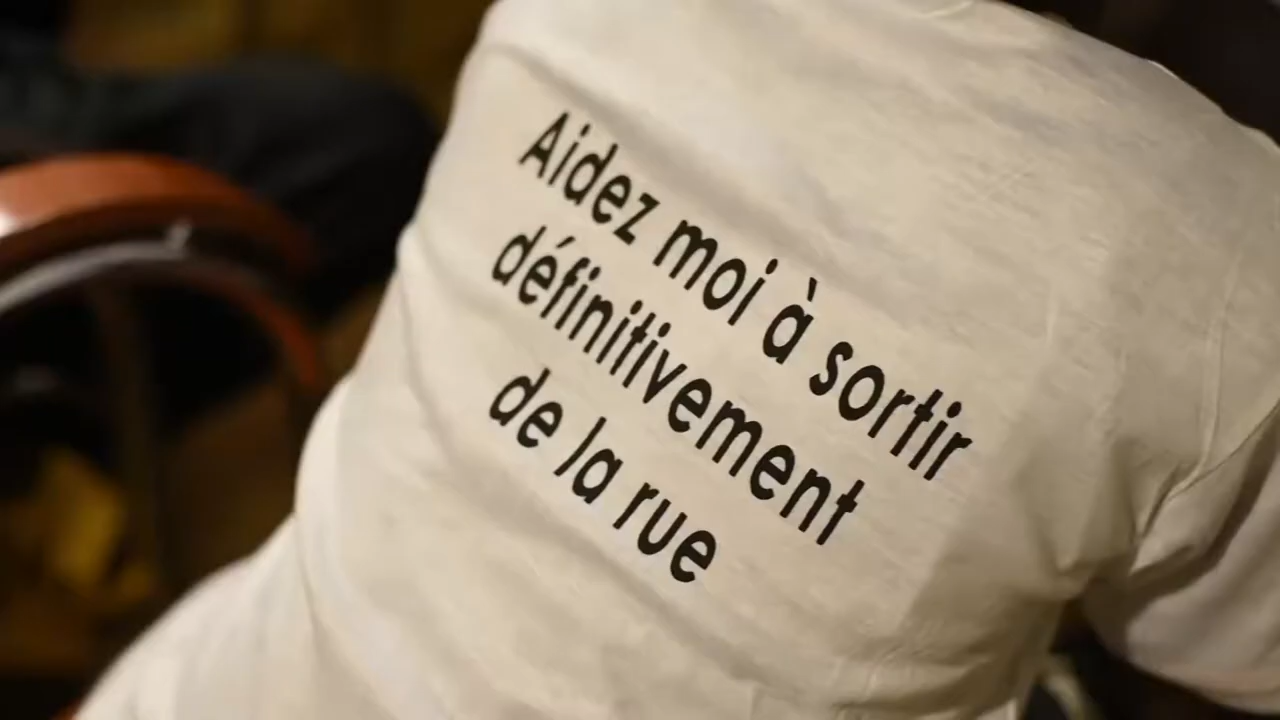 Aidez moi à sortir
définitivement
de la rue